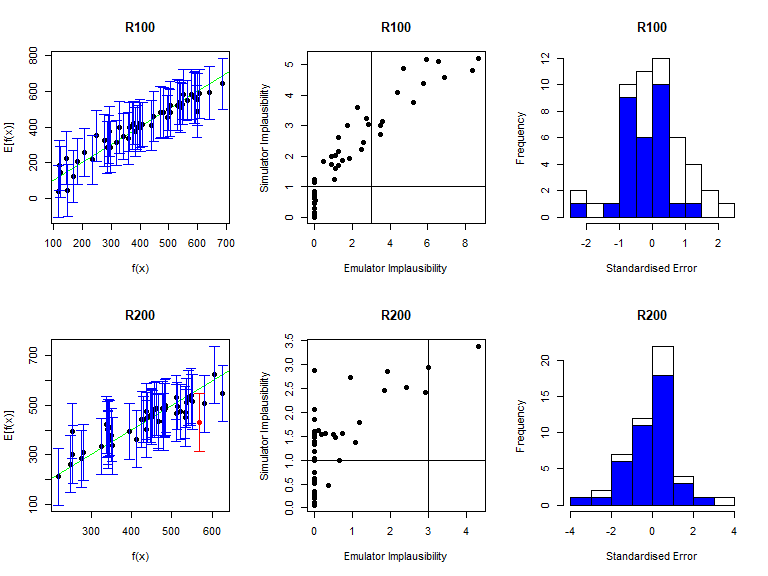 R100
E[f(x)]
0 200 400 600 800
100 200 300 400 500 600 700
f(x)
R100
Simulator Implausibility
0 1 2 3 4 5
0 2 4 6 8
Emulator Implausibility
R100
Frequency
0 2 4 6 8 10 12
-2 -1 0 1 2
Standardised Error
R200
E[f(x)]
100 300 500 700
300 400 500 600
f(x)
R200
Simulator Implausibility
0.0 0.5 1.0 1.5 2.0 2.5 3.0 3.5
0 1 2 3 4
Emulator Implausibility
R200
Frequency
0 5 10 15 20
-4 -2 0 2 4
Standardised Error